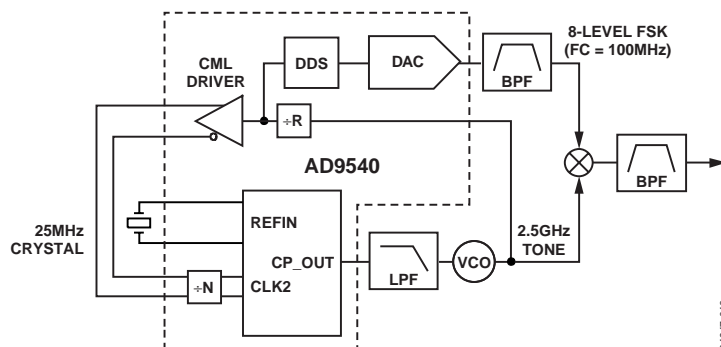 8-LEVEL FSK
(FC = 100MHz)
CML
DRIVER
DDS
DAC
BPF
÷R
AD9540
BPF
REFIN
25MHz
CRYSTAL
2.5GHz
TONE
CP_OUT
÷N
CLK2
LPF
VCO